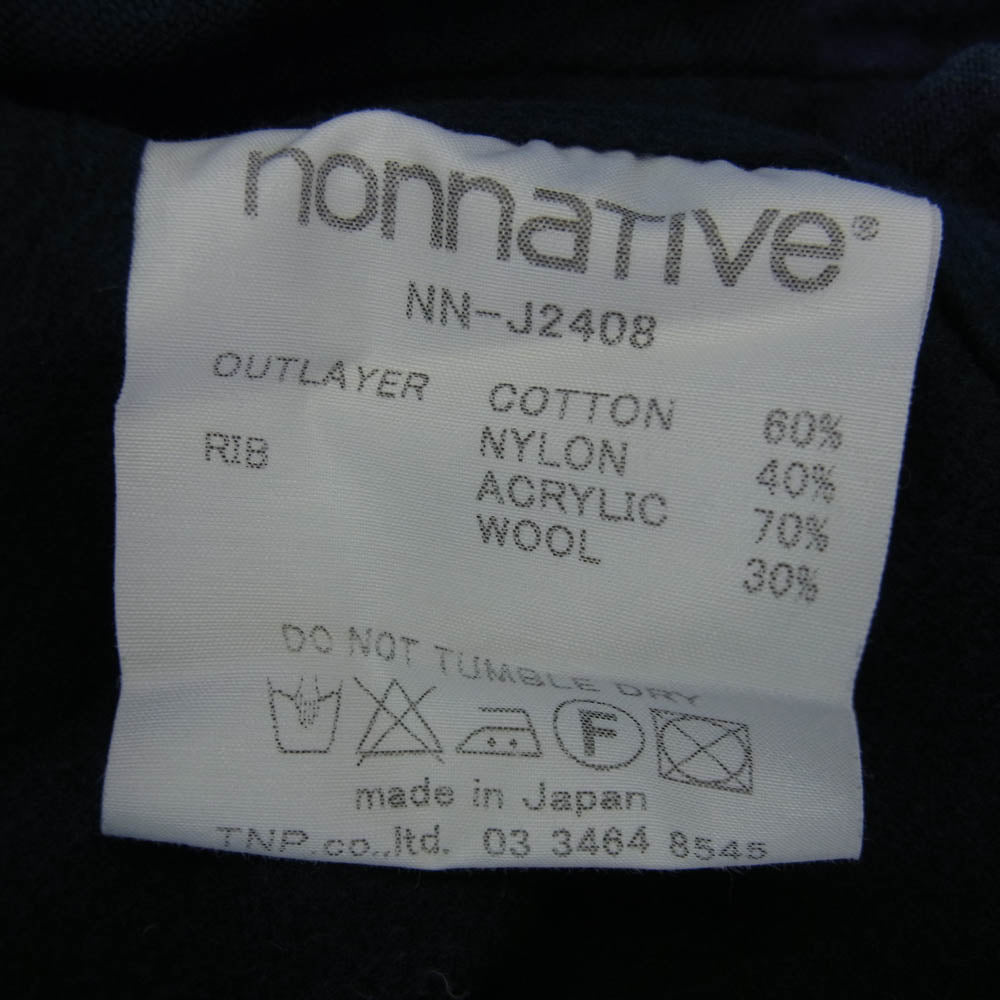 nonnaTIVe®
NN-J2408
OUTLAYER COTTON 60%
RIB NYLON 40%
ACRYLIC 70%
WOOL 30%
DO NOT TUMBLE DRY
F
made in Japan
TNP.co.,ltd. 03 3464 8545